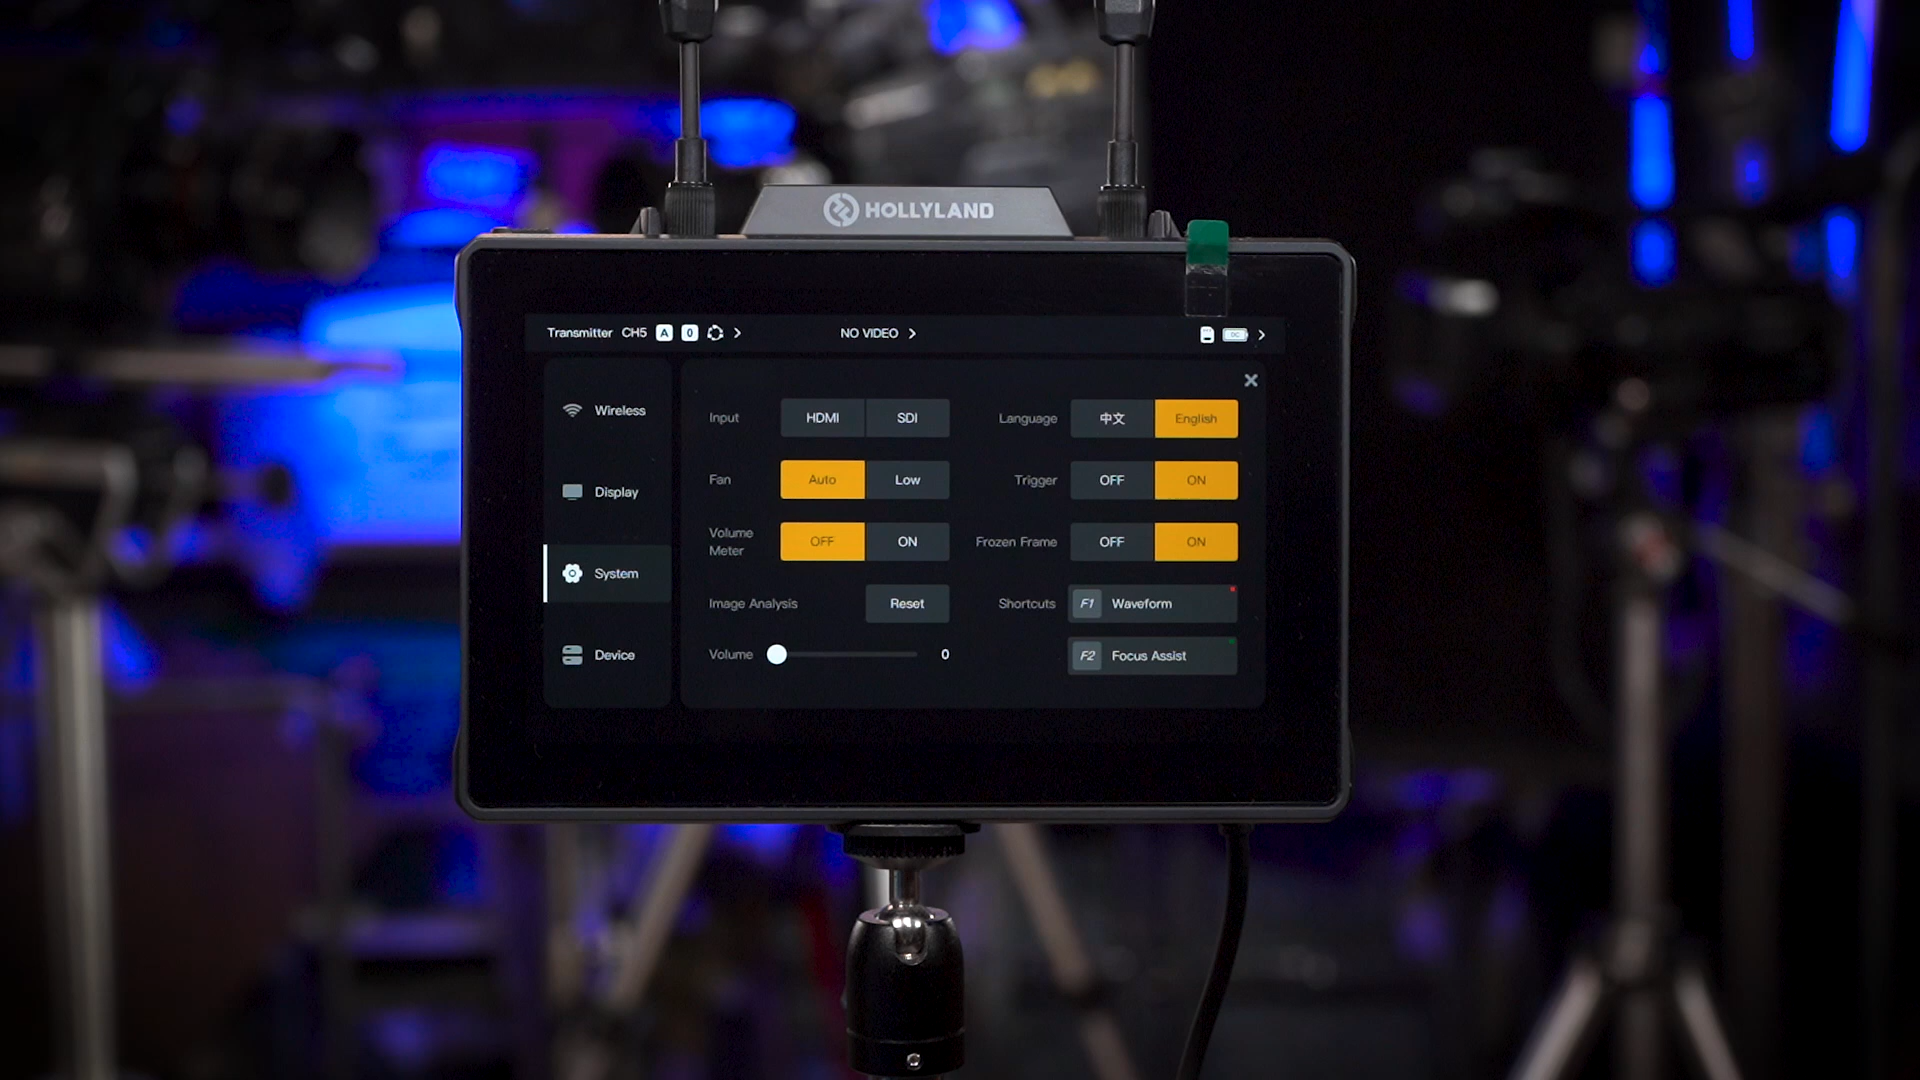 HOLLYLAND
Transmitter CH5 A 0
NO VIDEO
Wireless
Display
System
Device
Input HDMI SDI
Fan Auto Low
Volume Meter OFF ON
Image Analysis Reset
Volume 0
Language 中文 English
Trigger OFF ON
Frozen Frame OFF ON
Shortcuts F1 Waveform
F2 Focus Assist